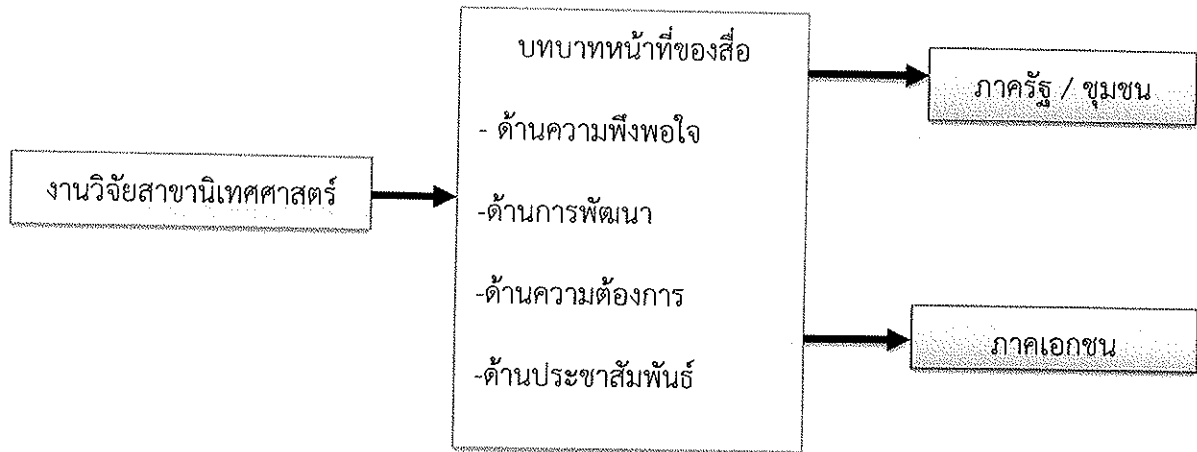 งานวิจัยสาขานิเทศศาสตร์
บทบาทหน้าที่ของสื่อ
- ด้านความพึงพอใจ
-ด้านการพัฒนา
-ด้านความต้องการ
-ด้านประชาสัมพันธ์
ภาครัฐ / ชุมชน
ภาคเอกชน